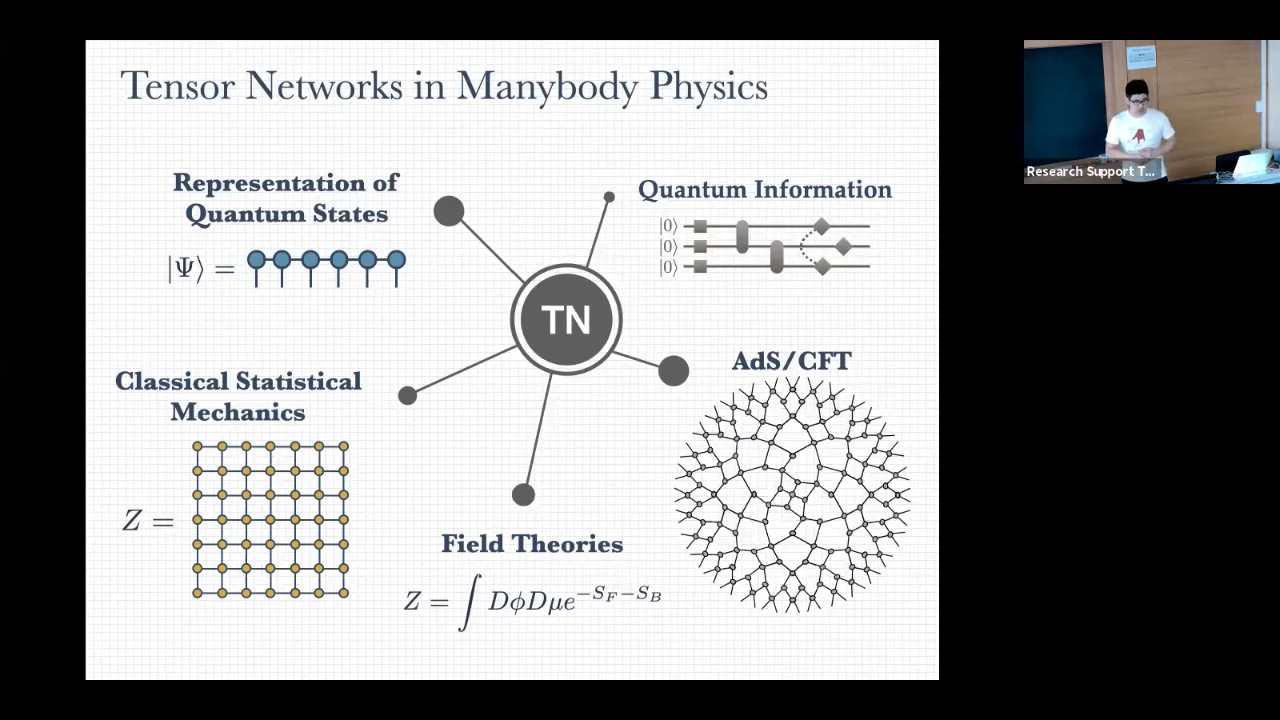 Tensor Networks in Manybody Physics
Representation of
Quantum States
|Ψ⟩ =
Quantum Information
|0⟩
|0⟩
|0⟩
TN
AdS/CFT
Classical Statistical
Mechanics
Z =
Field Theories
Z = ∫ DϕDμe^{-S_F-S_B}
Research Support T...